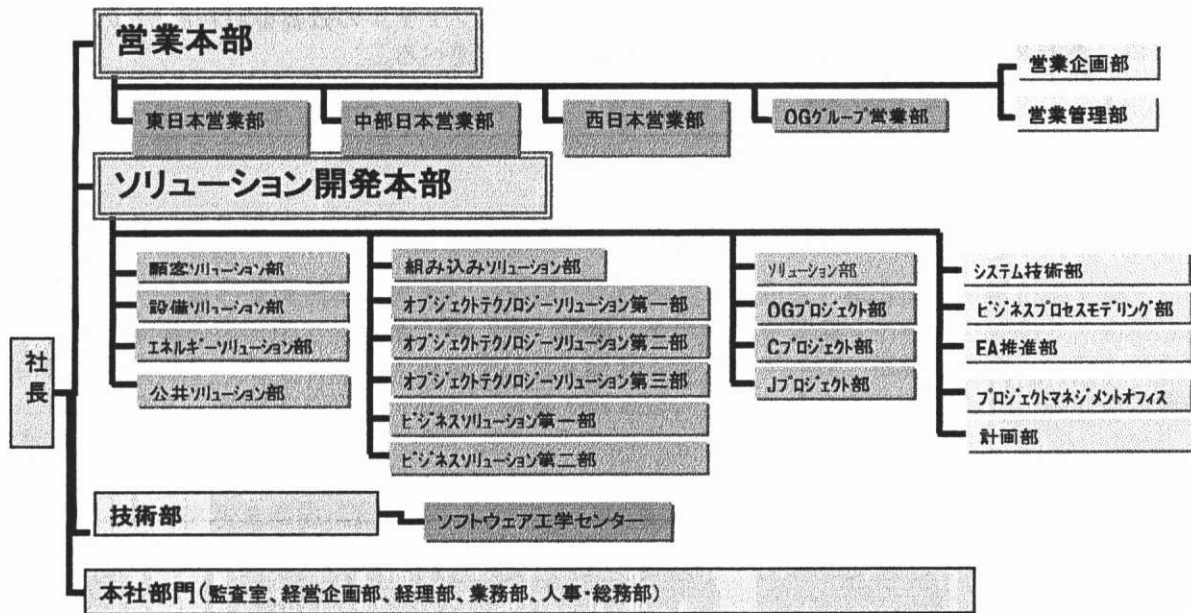 営業本部
営業企画部
東日本営業部
中部日本営業部
西日本営業部
OGグループ営業部
営業管理部
ソリューション開発本部
顧客ソリューション部
設備ソリューション部
エネルギーソリューション部
公共ソリューション部
組み込みソリューション部
オブジェクトテクノロジーソリューション第一部
オブジェクトテクノロジーソリューション第二部
オブジェクトテクノロジーソリューション第三部
ビジネスソリューション第一部
ビジネスソリューション第二部
ソリューション部
OGプロジェクト部
Cプロジェクト部
Jプロジェクト部
システム技術部
ビジネスプロセスモデリング部
EA推進部
プロジェクトマネジメントオフィス
計画部
社長
技術部
ソフトウェア工学センター
本社部門(監査室、経営企画部、経理部、業務部、人事・総務部)